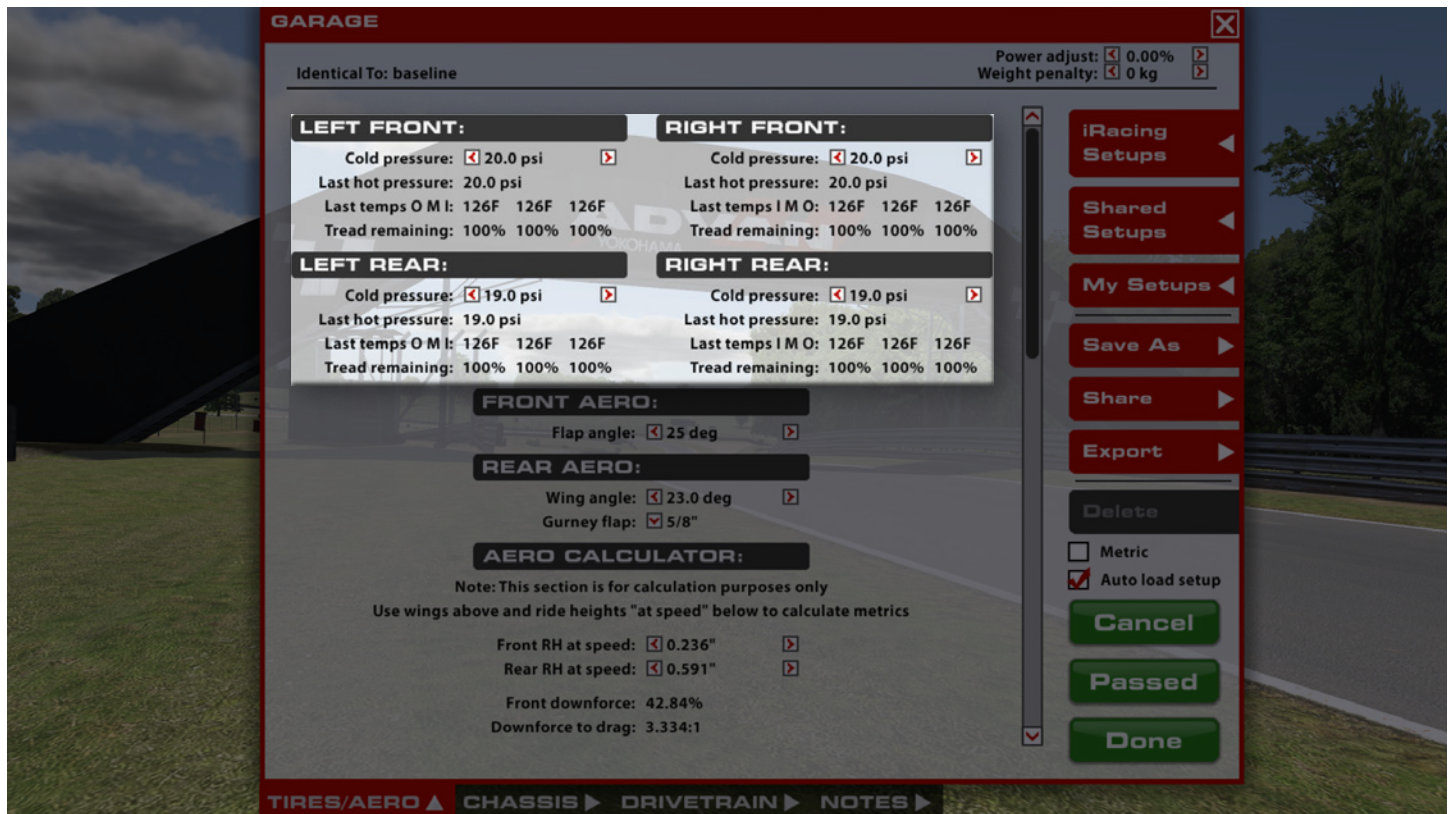 GARAGE
Identical To: baseline
Power adjust: 0.00%
Weight penalty: 0 kg
LEFT FRONT:
Cold pressure: 20.0 psi
Last hot pressure: 20.0 psi
Last temps O M I: 126F 126F 126F
Tread remaining: 100% 100% 100%
RIGHT FRONT:
Cold pressure: 20.0 psi
Last hot pressure: 20.0 psi
Last temps I M O: 126F 126F 126F
Tread remaining: 100% 100% 100%
LEFT REAR:
Cold pressure: 19.0 psi
Last hot pressure: 19.0 psi
Last temps O M I: 126F 126F 126F
Tread remaining: 100% 100% 100%
RIGHT REAR:
Cold pressure: 19.0 psi
Last hot pressure: 19.0 psi
Last temps I M O: 126F 126F 126F
Tread remaining: 100% 100% 100%
ADVAN
YOKOHAMA
FRONT AERO:
Flap angle: 25 deg
REAR AERO:
Wing angle: 23.0 deg
Gurney flap: 5/8"
AERO CALCULATOR:
Note: This section is for calculation purposes only
Use wings above and ride heights "at speed" below to calculate metrics
Front RH at speed: 0.236"
Rear RH at speed: 0.591"
Front downforce: 42.84%
Downforce to drag: 3.334:1
iRacing
Setups
Shared
Setups
My Setups
Save As
Share
Export
Delete
Metric
Auto load setup
Cancel
Passed
Done
TIRES/AERO CHASSIS DRIVETRAIN NOTES